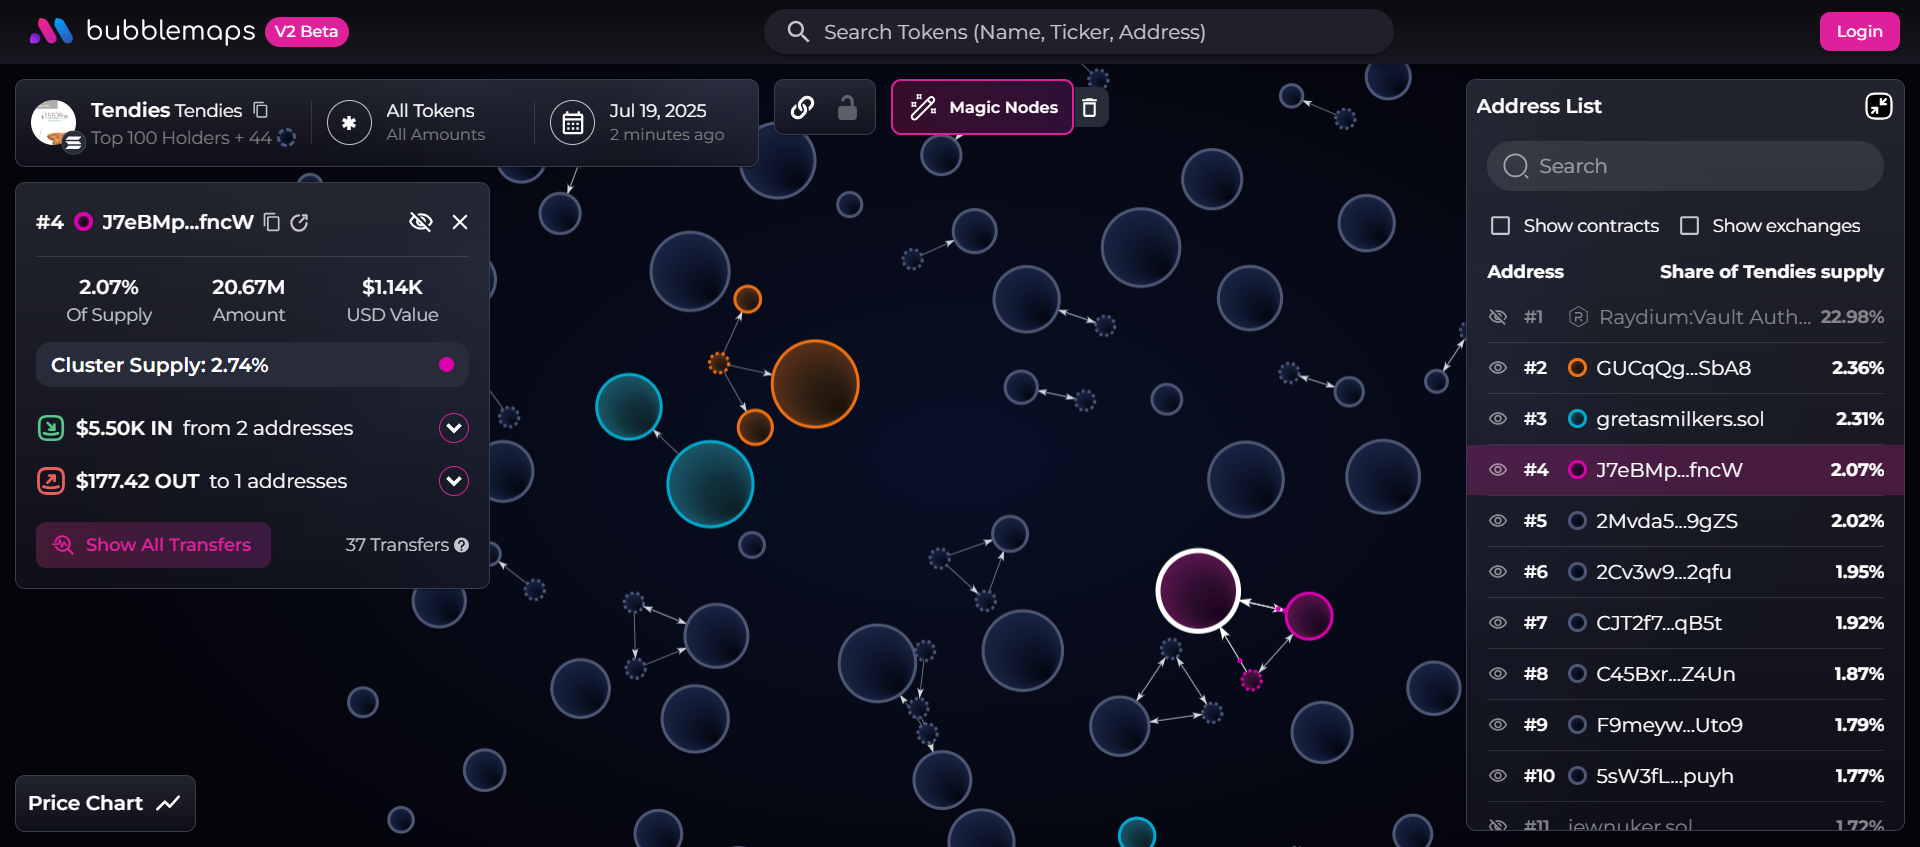 bubblemaps V2 Beta
Search Tokens (Name, Ticker, Address)
Login
Tendies Tendies
Top 100 Holders + 44
All Tokens
All Amounts
Jul 19, 2025
2 minutes ago
Magic Nodes
#4 J7eBMp...fncW
2.07% 20.67M $1.14K
Of Supply Amount USD Value
Cluster Supply: 2.74%
$5.50K IN from 2 addresses
$177.42 OUT to 1 addresses
Show All Transfers 37 Transfers ?
Price Chart
Address List
Search
Show contracts Show exchanges
Address Share of Tendies supply
#1 Raydium:Vault Auth... 22.98%
#2 GUCqQg...SbA8 2.36%
#3 gretasmilkers.sol 2.31%
#4 J7eBMp...fncW 2.07%
#5 2Mvda5...9gZS 2.02%
#6 2Cv3w9...2qfu 1.95%
#7 CJT2f7...qB5t 1.92%
#8 C45Bxr...Z4Un 1.87%
#9 F9meyw...Uto9 1.79%
#10 5sW3fL...puyh 1.77%
#11 jewnuker.sol 1.72%